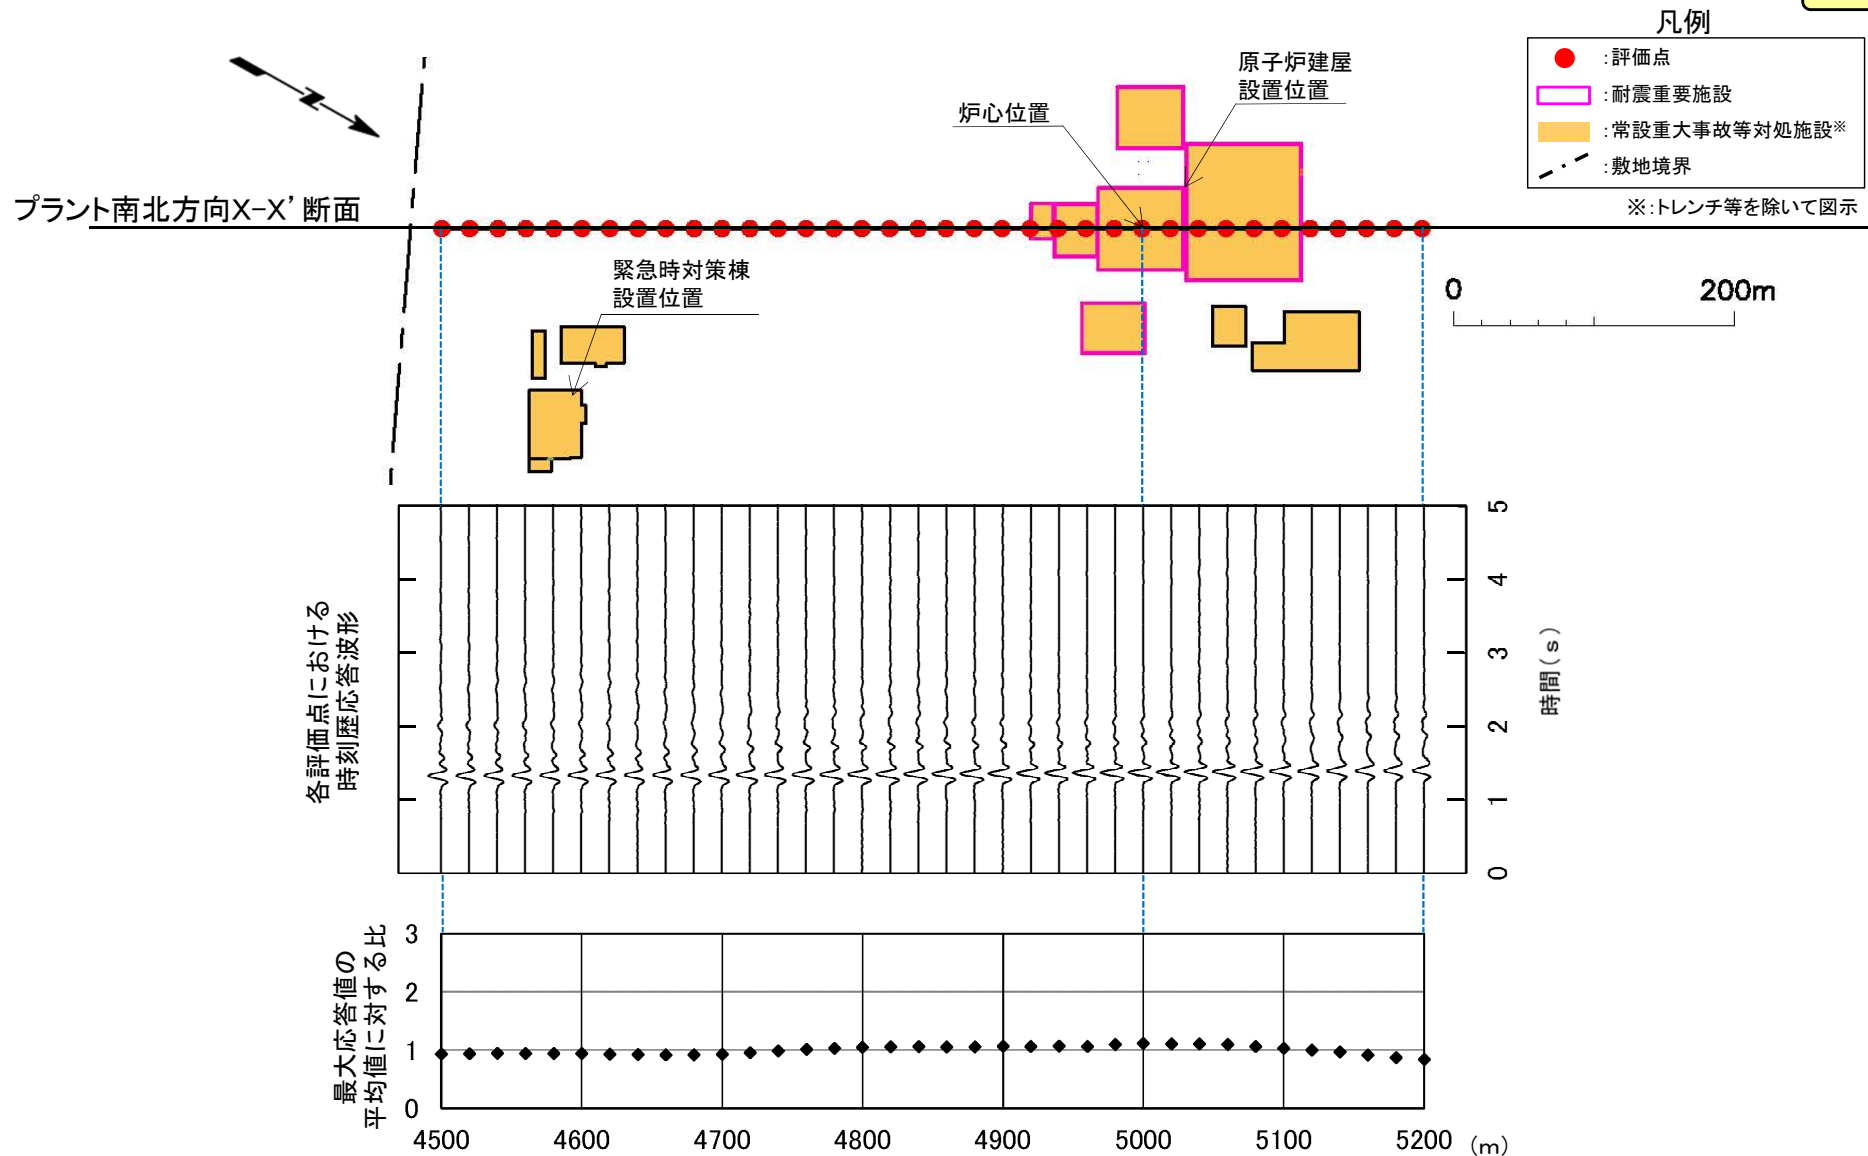 凡例
:評価点
:耐震重要施設
:常設重大事故等対処施設※
:敷地境界
※:トレンチ等を除いて図示
原子炉建屋
設置位置
炉心位置
プラント南北方向X-X’断面
緊急時対策棟
設置位置
0 200m
各評価点における
時刻歴応答波形
5
4
3
2
1
0
時間(s)
最大応答値の
平均値に対する比
3
2
1
0
4500 4600 4700 4800 4900 5000 5100 5200 (m)